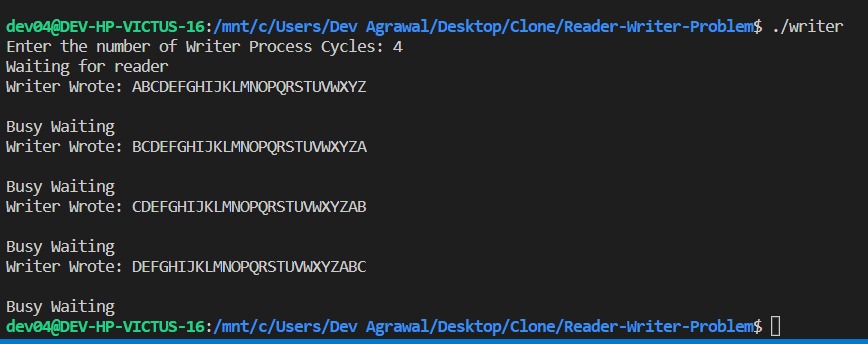 dev04@DEV-HP-VICTUS-16:/mnt/c/Users/Dev Agrawal/Desktop/Clone/Reader-Writer-Problem$ ./writer
Enter the number of Writer Process Cycles: 4
Waiting for reader
Writer Wrote: ABCDEFGHIJKLMNOPQRSTUVWXYZ
Busy Waiting
Writer Wrote: BCDEFGHIJKLMNOPQRSTUVWXYZA
Busy Waiting
Writer Wrote: CDEFGHIJKLMNOPQRSTUVWXYZAB
Busy Waiting
Writer Wrote: DEFGHIJKLMNOPQRSTUVWXYZABC
Busy Waiting
dev04@DEV-HP-VICTUS-16:/mnt/c/Users/Dev Agrawal/Desktop/Clone/Reader-Writer-Problem$